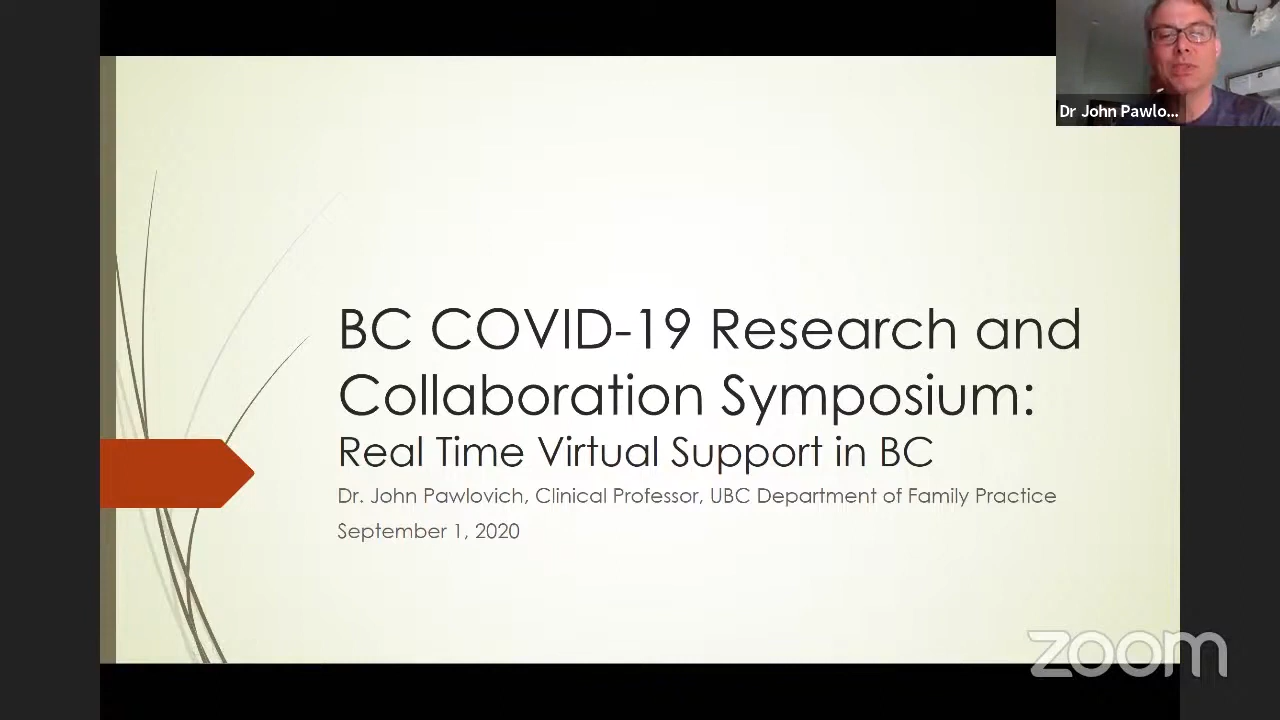 Dr John Pawlo...
BC COVID-19 Research and
Collaboration Symposium:
Real Time Virtual Support in BC
Dr. John Pawlovich, Clinical Professor, UBC Department of Family Practice
September 1, 2020
zoom